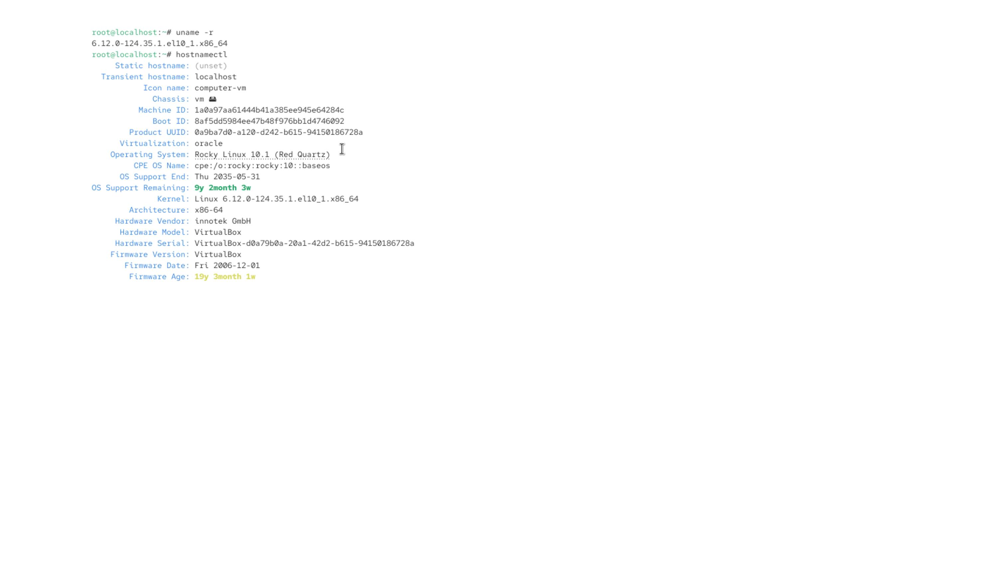 root@localhost:~# uname -r
6.12.0-124.35.1.el10_1.x86_64
root@localhost:~# hostnamectl
Static hostname: (unset)
Transient hostname: localhost
Icon name: computer-vm
Chassis: vm 🖴
Machine ID: 1a0a97aa61444b41a385ee945e64284c
Boot ID: 8af5dd5984ee47b48f976bb1d4746092
Product UUID: 0a9ba7d0-a120-d242-b615-94150186728a
Virtualization: oracle
Operating System: Rocky Linux 10.1 (Red Quartz)
CPE OS Name: cpe:/o:rocky:rocky:10::baseos
OS Support End: Thu 2035-05-31
OS Support Remaining: 9y 2month 3w
Kernel: Linux 6.12.0-124.35.1.el10_1.x86_64
Architecture: x86-64
Hardware Vendor: innotek GmbH
Hardware Model: VirtualBox
Hardware Serial: VirtualBox-d0a79b0a-20a1-42d2-b615-94150186728a
Firmware Version: VirtualBox
Firmware Date: Fri 2006-12-01
Firmware Age: 19y 3month 1w